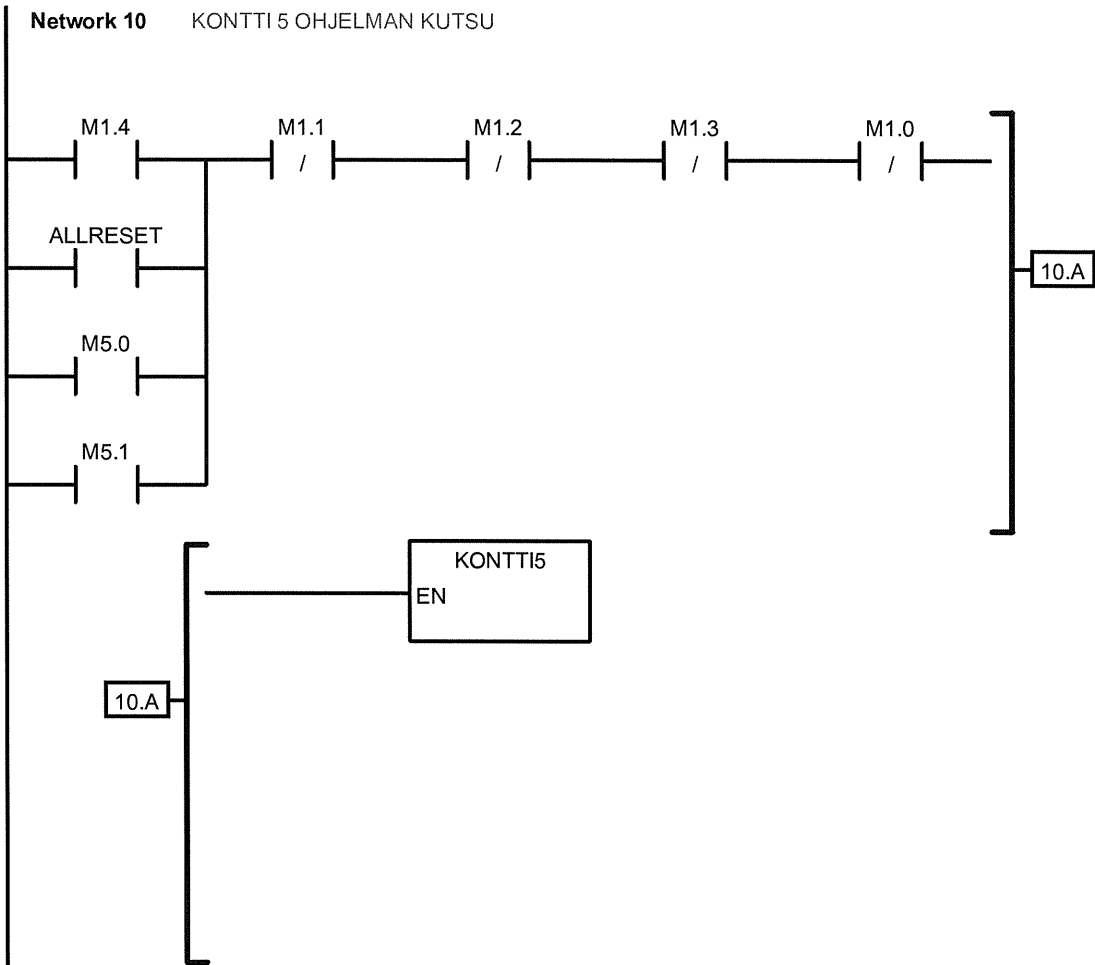 Network 10 KONTTI 5 OHJELMAN KUTSU
M1.4 M1.1 M1.2 M1.3 M1.0
/ / / /
ALLRESET
10.A
M5.0
M5.1
KONTTI5
EN
10.A